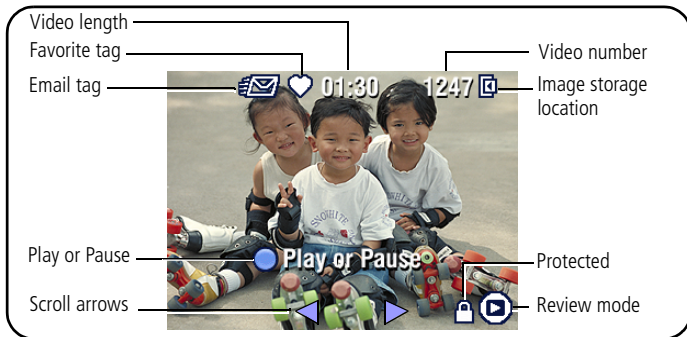 Video length
Favorite tag
Email tag
Video number
Image storage
location
01:30
1247
SNOWHITE
Play or Pause
Play or Pause
Protected
Scroll arrows
Review mode